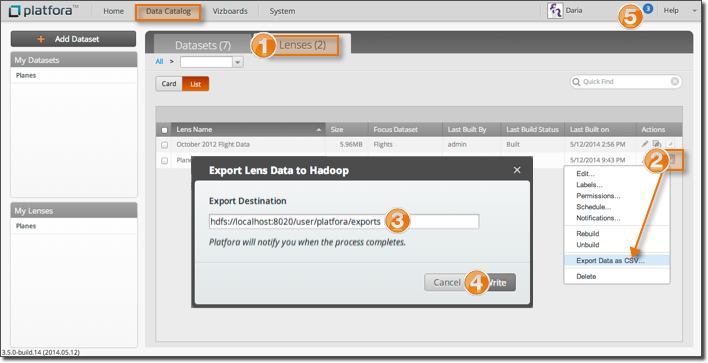 platfora™
Home
Data Catalog
Vizboards
System
Daria
5
3
Help
+ Add Dataset
My Datasets
Planes
My Lenses
Planes
Datasets (7)
1
Lenses (2)
All >
Card
List
Quick Find
Lens Name
Size
Focus Dataset
Last Built By
Last Build Status
Last Built on
Actions
October 2012 Flight Data
5.96MB
Flights
admin
Built
5/12/2014 2:56 PM
5/12/2014 9:43 PM
2
Edit...
Labels...
Permissions...
Schedule...
Notifications...
Rebuild
Unbuild
Export Data as CSV...
Delete
Export Lens Data to Hadoop
Export Destination
hdfs://localhost:8020/user/platfora/exports
3
Platfora will notify you when the process completes.
Cancel
4
3.5.0-build.14 (2014.05.12)